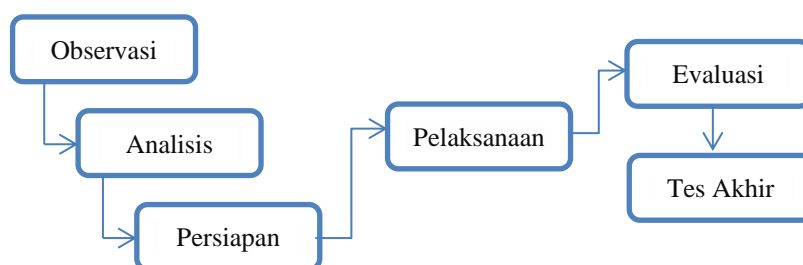 Observasi
Analisis
Persiapan
Pelaksanaan
Evaluasi
Tes Akhir